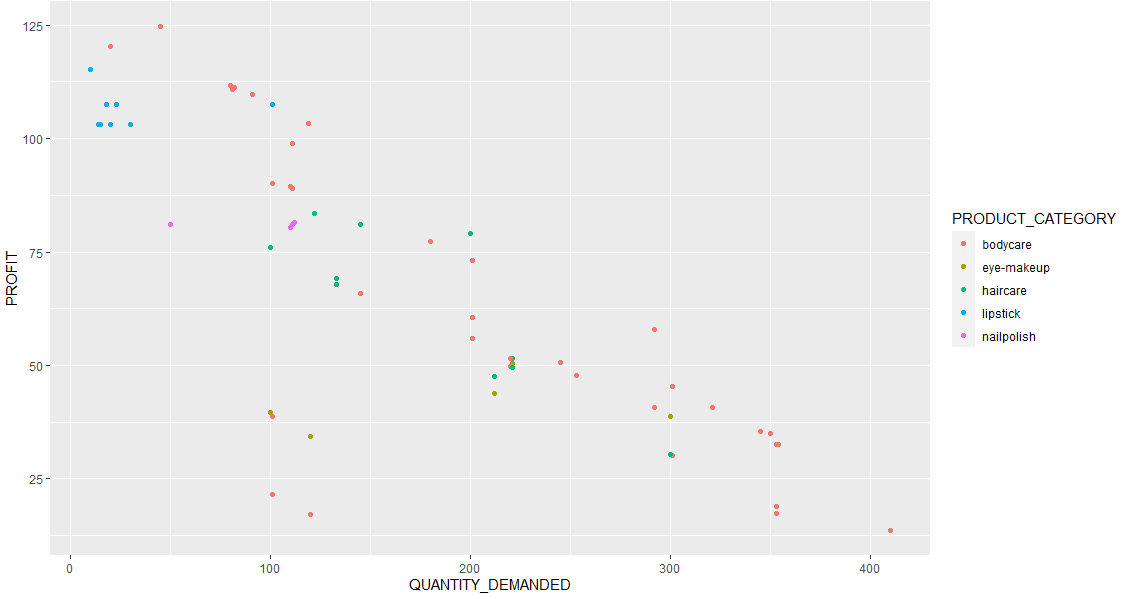 125
100
75
50
25
PROFIT
0
100
200
300
400
QUANTITY_DEMANDED
PRODUCT_CATEGORY
bodycare
eye-makeup
haircare
lipstick
nailpolish